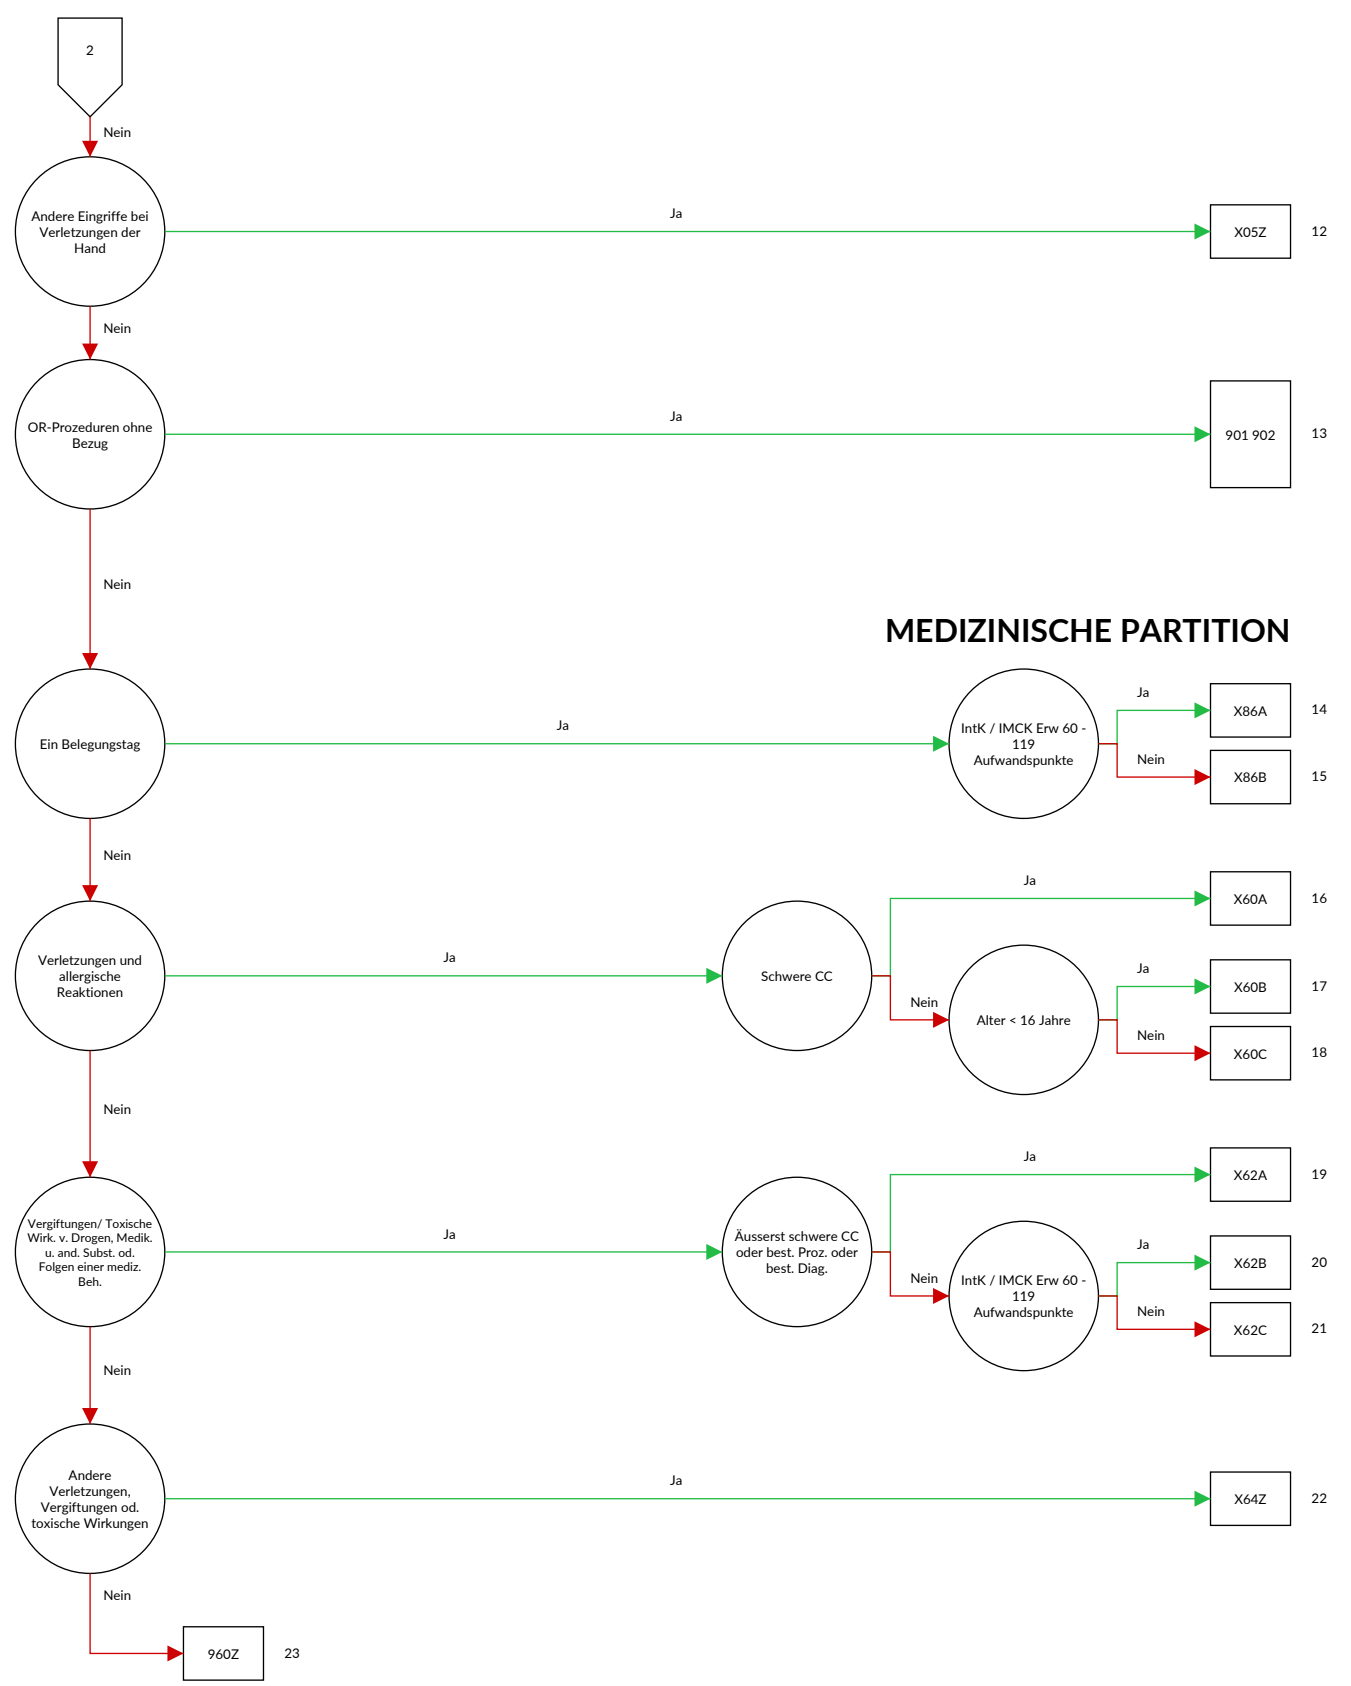 2
Nein
Andere Eingriffe bei
Verletzungen der
Hand
Ja
X05Z
12
Nein
OR-Prozeduren ohne
Bezug
Ja
901 902
13
Nein
MEDIZINISCHE PARTITION
Ein Belegungstag
Ja
IntK / IMCK Erw 60 -
119
Aufwandspunkte
Ja
X86A
14
Nein
X86B
15
Nein
Verletzungen und
allergische
Reaktionen
Ja
Schwere CC
Ja
X60A
16
Nein
Alter < 16 Jahre
Ja
X60B
17
Nein
X60C
18
Nein
Vergiftungen/ Toxische
Wirk. v. Drogen, Medik.
u. and. Subst. od.
Folgen einer mediz.
Beh.
Ja
Äusserst schwere CC
oder best. Proz. oder
best. Diag.
Ja
X62A
19
Nein
IntK / IMCK Erw 60 -
119
Aufwandspunkte
Ja
X62B
20
Nein
X62C
21
Nein
Andere
Verletzungen,
Vergiftungen od.
toxische Wirkungen
Ja
X64Z
22
Nein
960Z
23